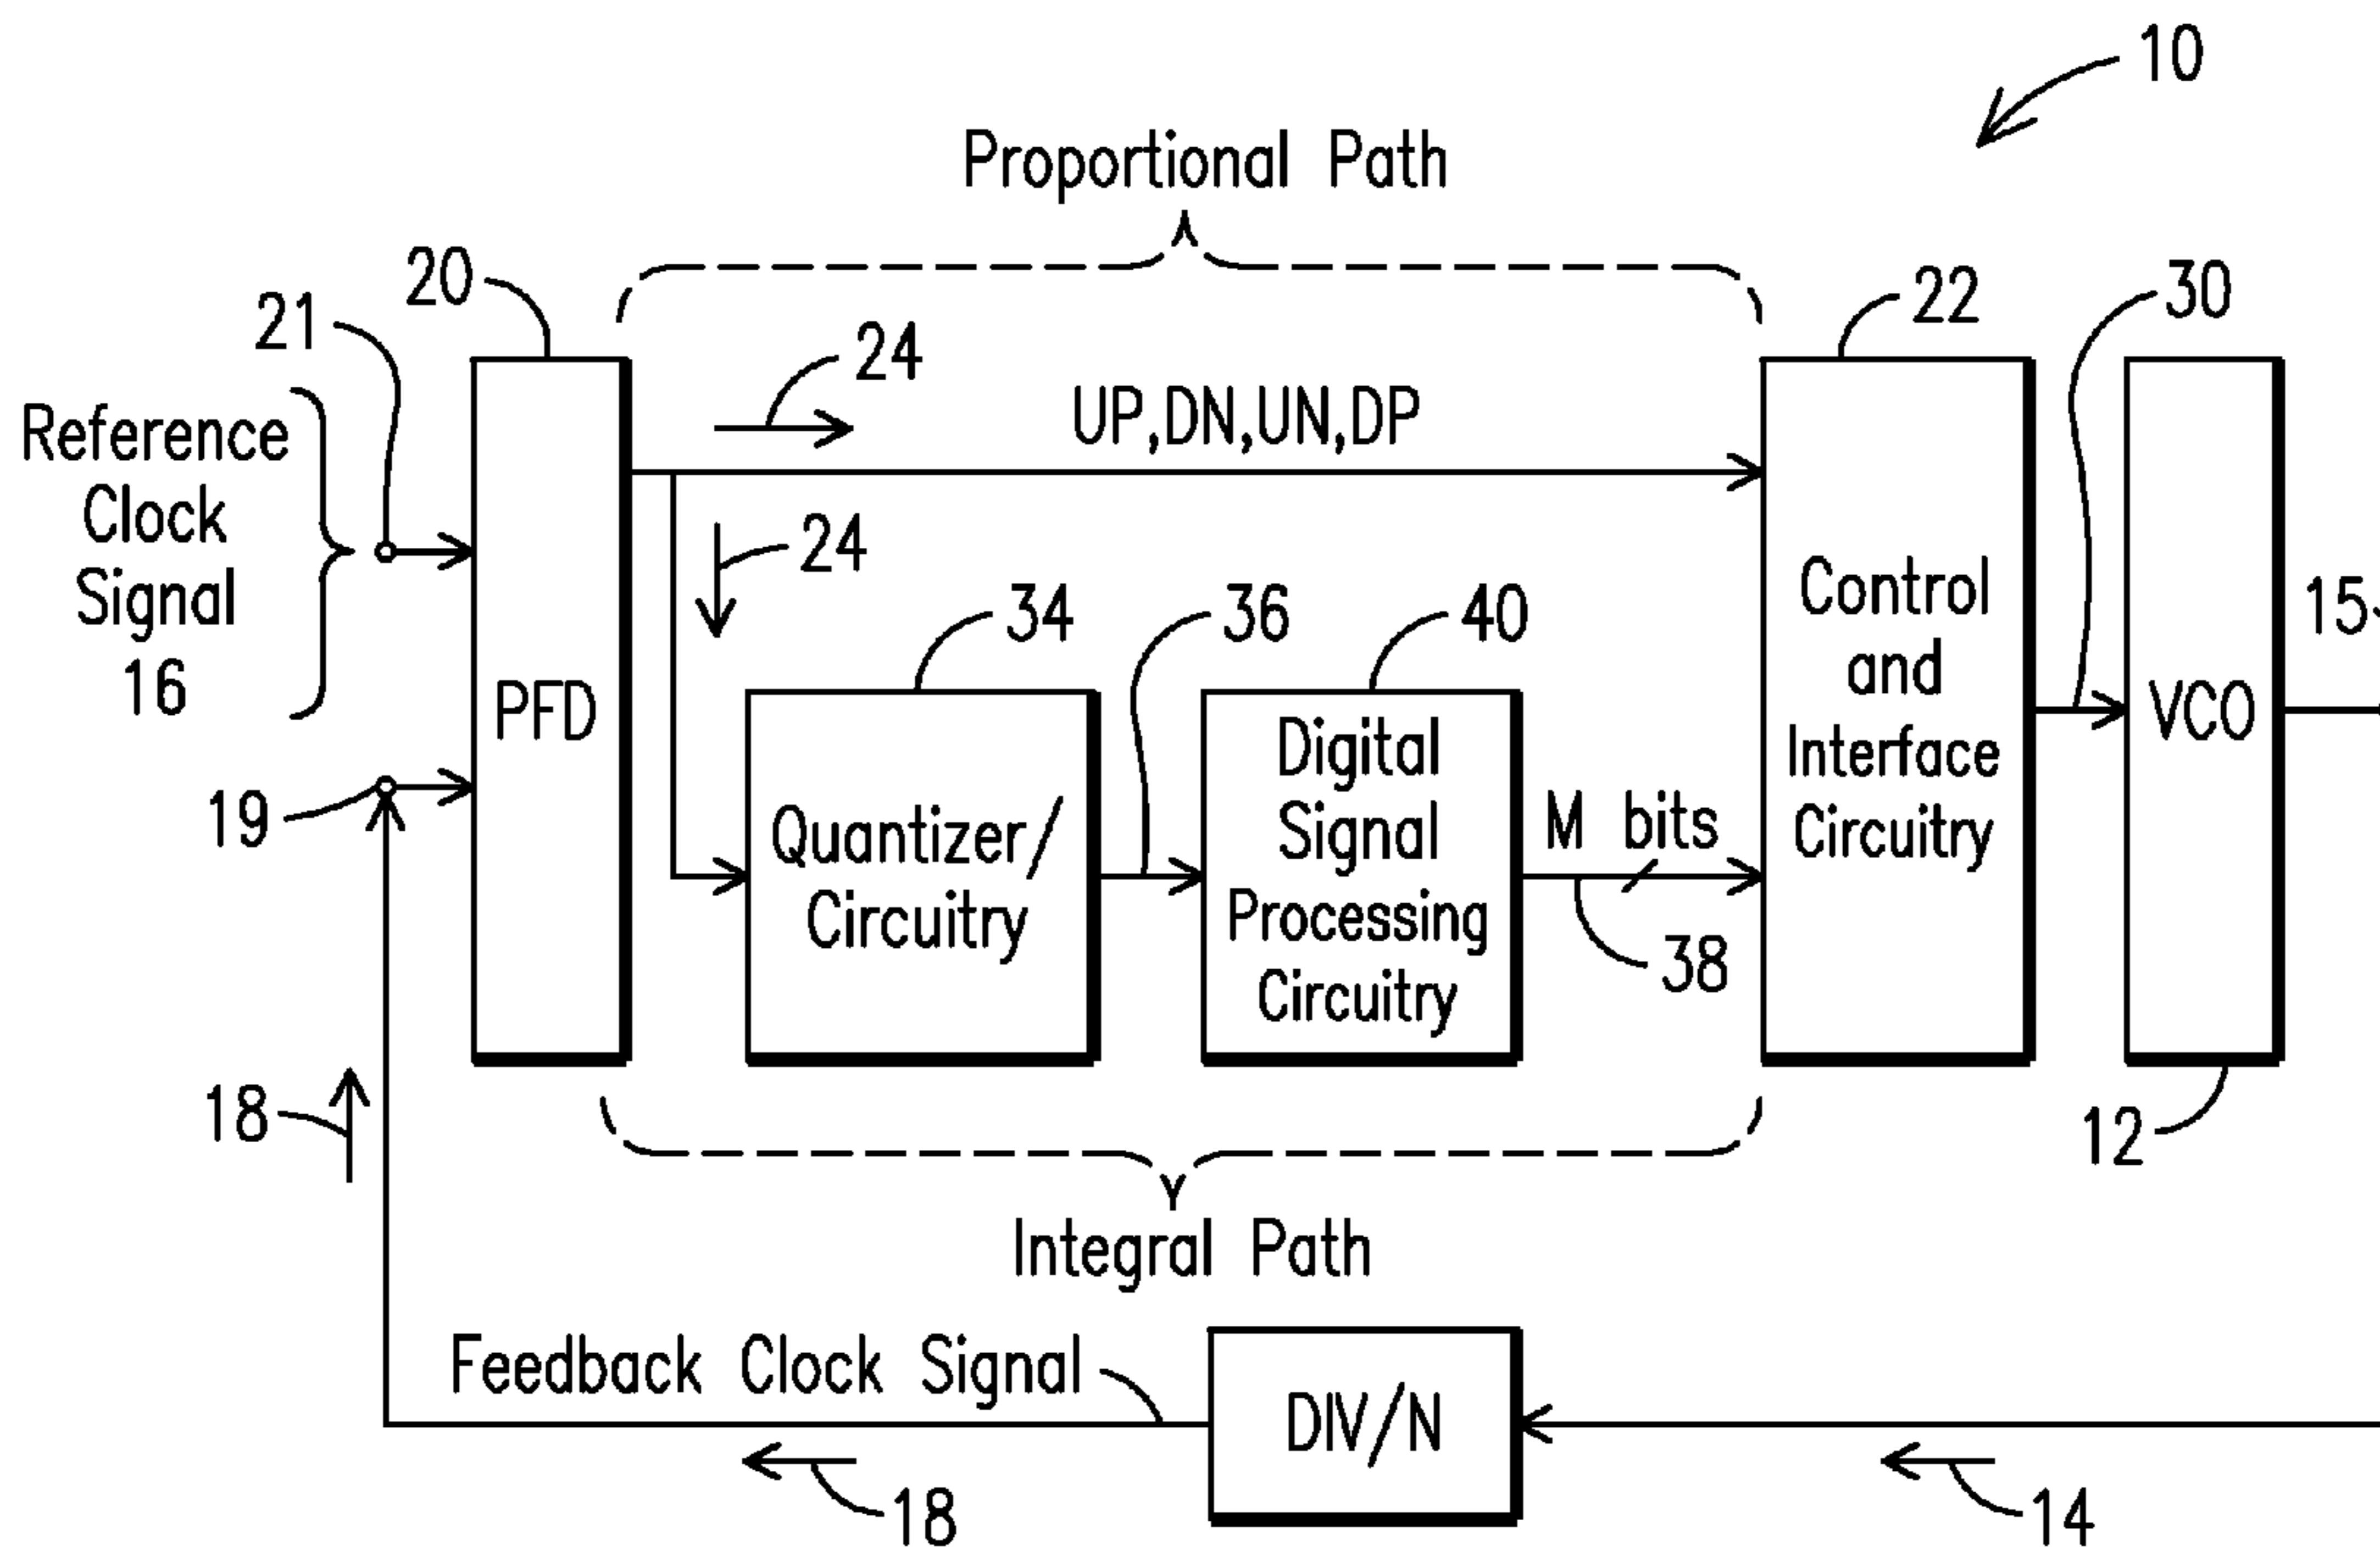 10
Proportional Path
20
21
24
22
30
Reference
Clock
Signal
16
UP,DN,UN,DP
24
34
36
40
15
PFD
Control
and
Interface
Circuitry
VCO
19
Quantizer/
Circuitry
Digital
Signal
Processing
Circuitry
M bits
38
18
12
Integral Path
Feedback Clock Signal
DIV/N
18
14